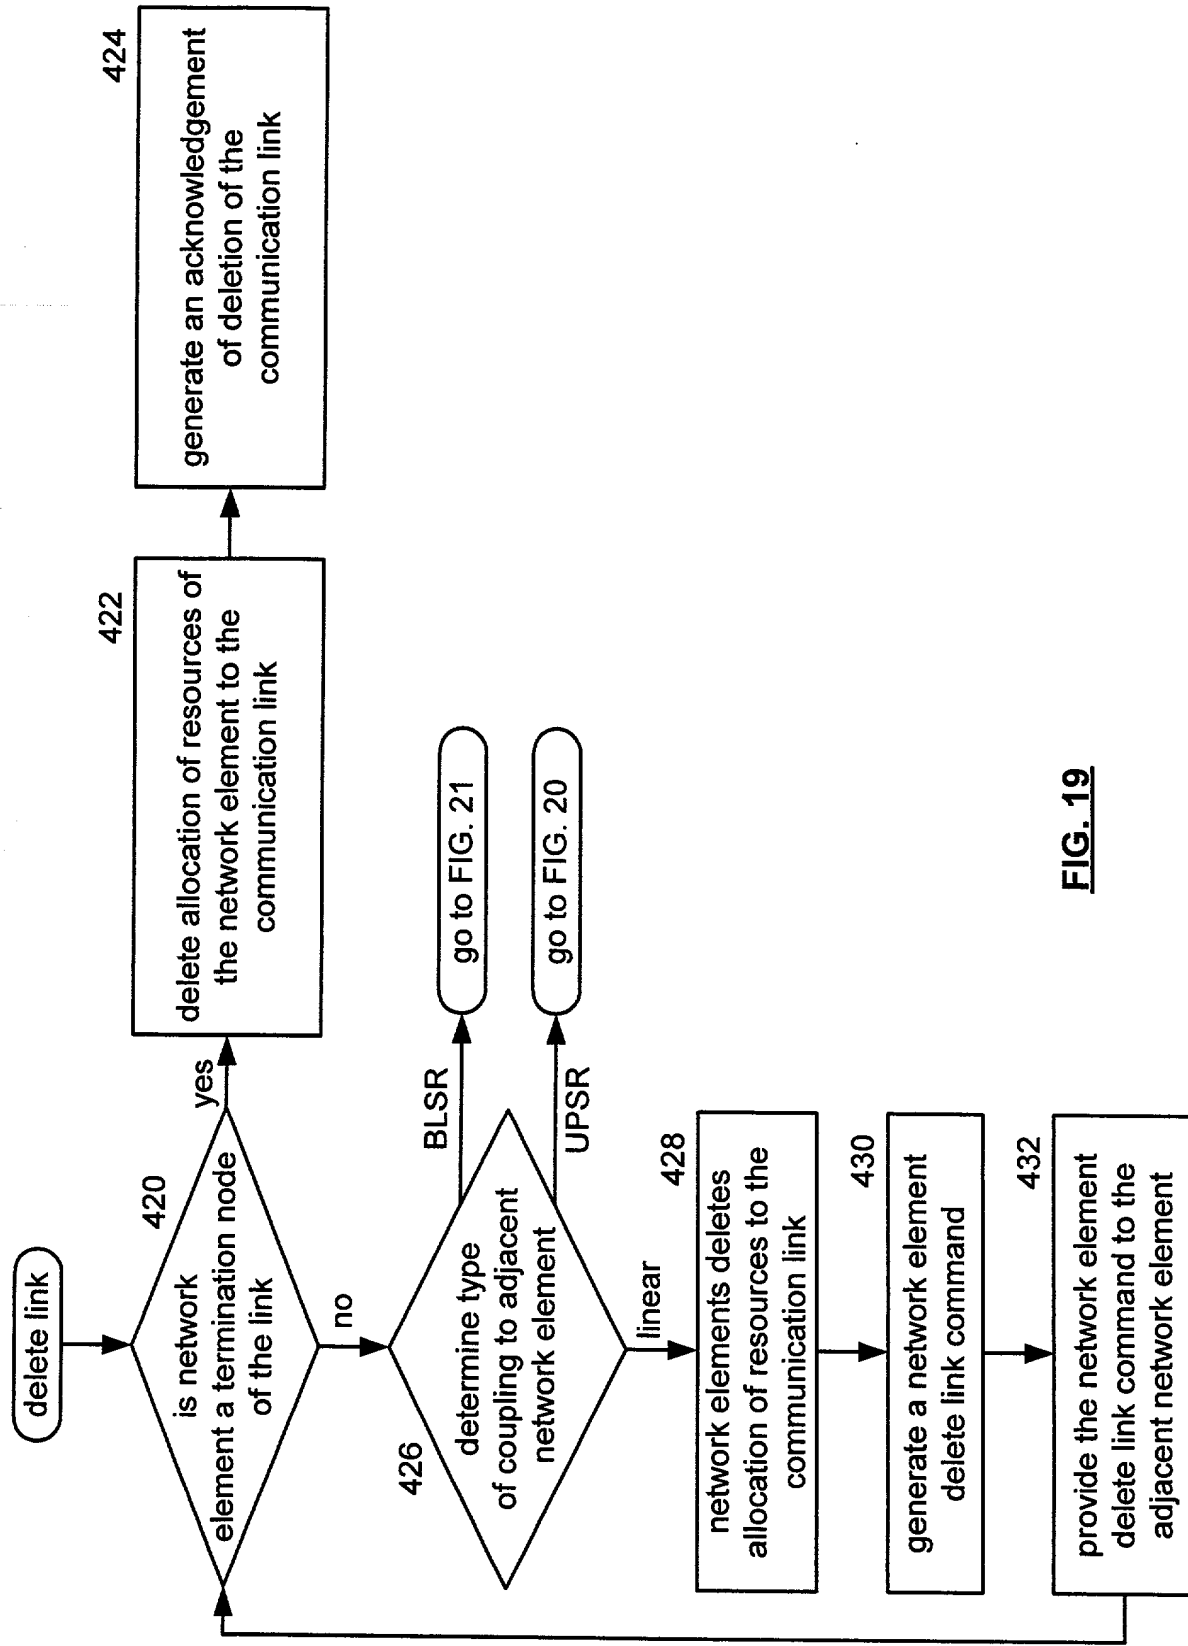 delete link
420
is network
element a termination node
of the link
yes
422
delete allocation of resources of
the network element to the
communication link
424
generate an acknowledgement
of deletion of the
communication link
no
426
determine type
of coupling to adjacent
network element
BLSR
go to FIG. 21
UPSR
go to FIG. 20
linear
428
network elements deletes
allocation of resources to the
communication link
430
generate a network element
delete link command
432
provide the network element
delete link command to the
adjacent network element
FIG. 19